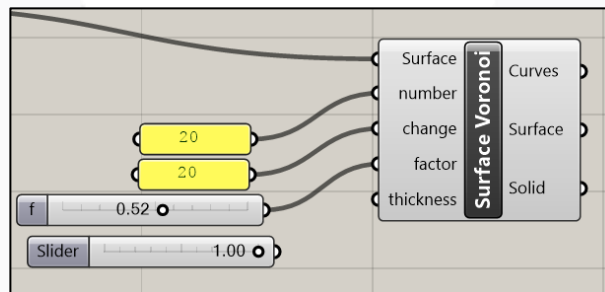 Surface
number
change
factor
thickness
Surface Voronoi
Curves
Surface
Solid
20
20
f 0.52
Slider 1.00